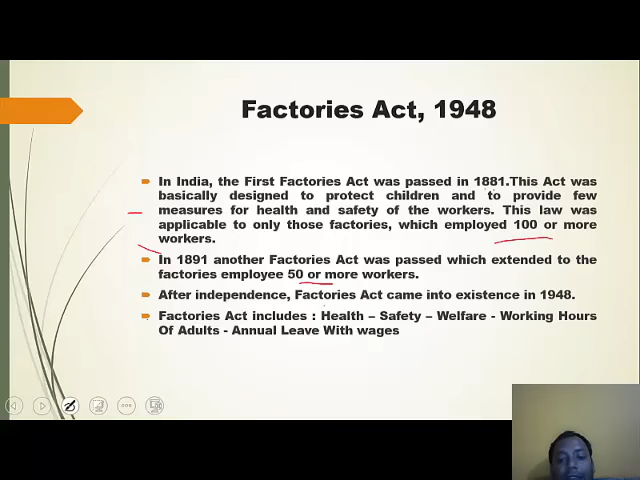 Factories Act, 1948
In India, the First Factories Act was passed in 1881.This Act was
basically designed to protect children and to provide few
measures for health and safety of the workers. This law was
applicable to only those factories, which employed 100 or more
workers.
In 1891 another Factories Act was passed which extended to the
factories employee 50 or more workers.
After independence, Factories Act came into existence in 1948.
Factories Act includes : Health – Safety – Welfare - Working Hours
Of Adults - Annual Leave With wages